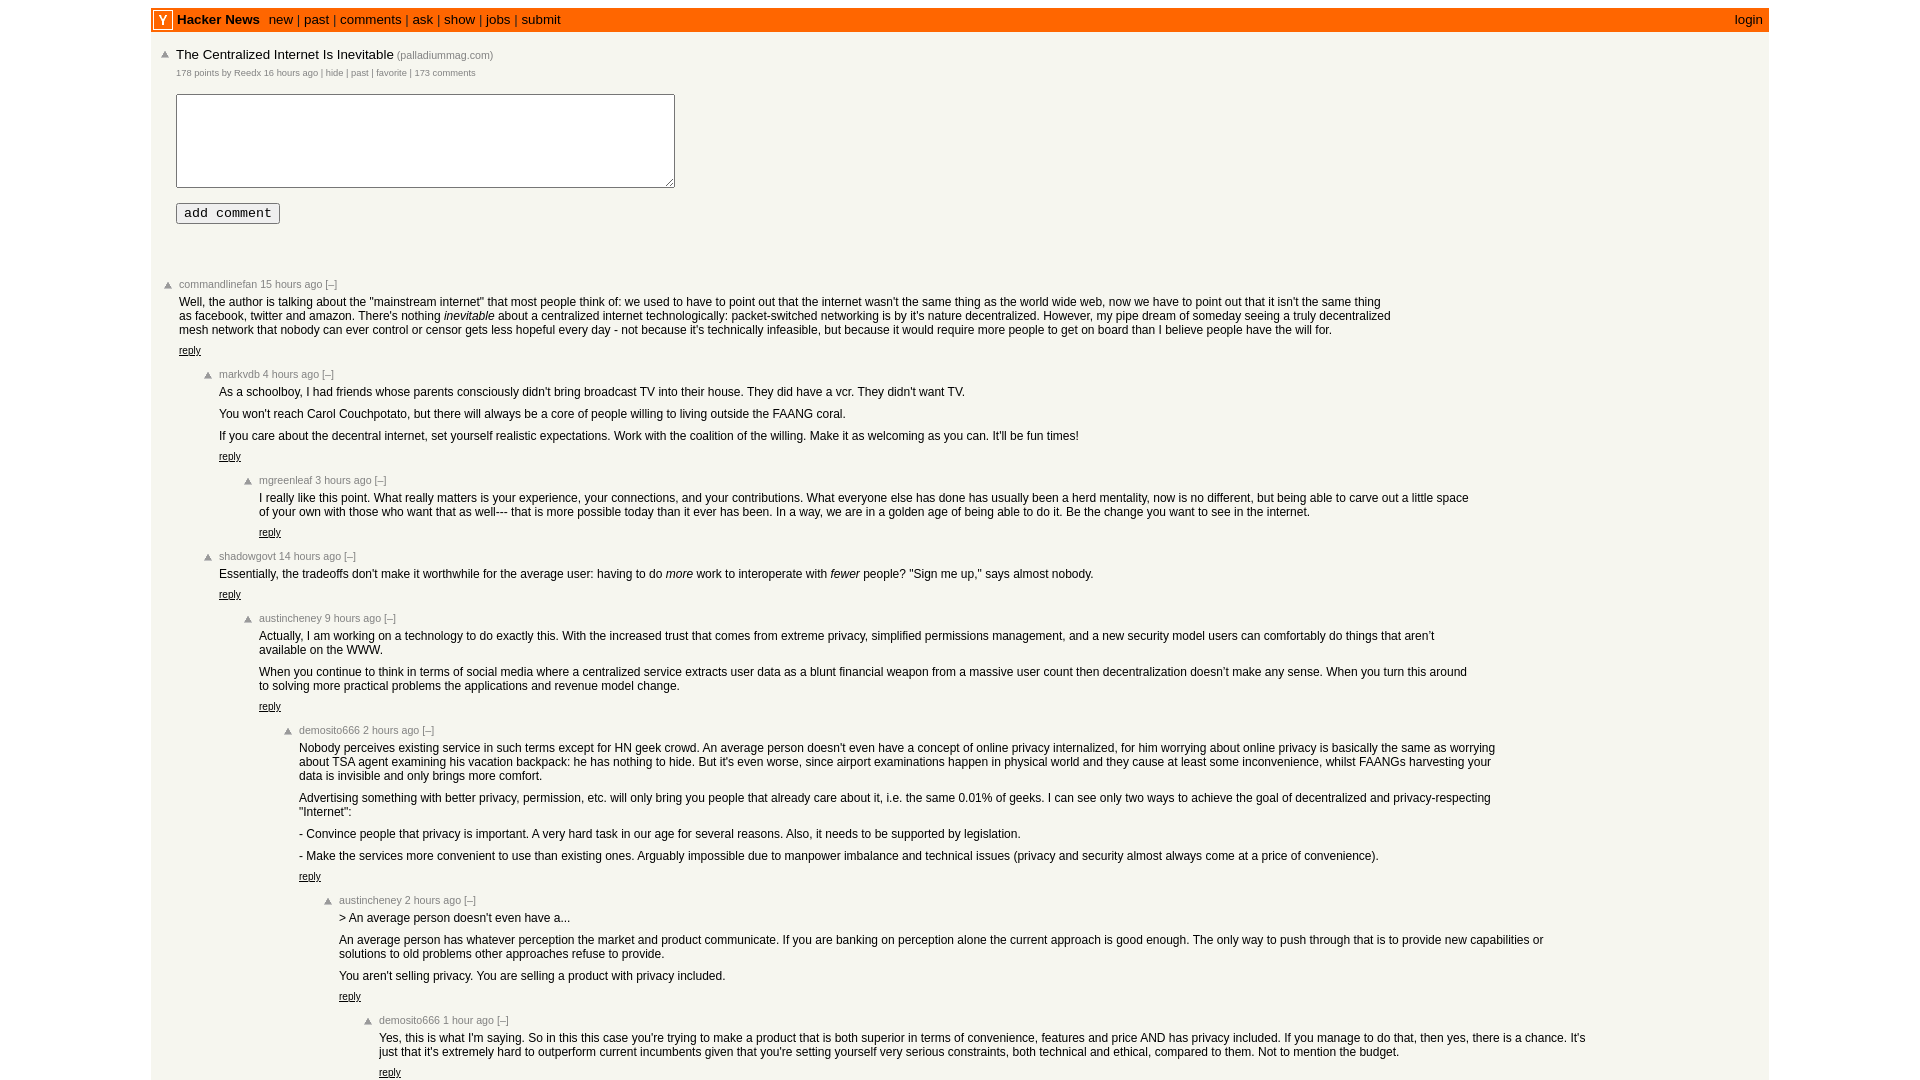 Y Hacker News new | past | comments | ask | show | jobs | submit login
The Centralized Internet Is Inevitable (palladiummag.com)
178 points by Reedx 16 hours ago | hide | past | favorite | 173 comments
add comment
commandlinefan 15 hours ago [–]
Well, the author is talking about the "mainstream internet" that most people think of: we used to have to point out that the internet wasn't the same thing as the world wide web, now we have to point out that it isn't the same thing
as facebook, twitter and amazon. There's nothing inevitable about a centralized internet technologically: packet-switched networking is by it's nature decentralized. However, my pipe dream of someday seeing a truly decentralized
mesh network that nobody can ever control or censor gets less hopeful every day - not because it's technically infeasible, but because it would require more people to get on board than I believe people have the will for.
reply
markvdb 4 hours ago [–]
As a schoolboy, I had friends whose parents consciously didn't bring broadcast TV into their house. They did have a vcr. They didn't want TV.
You won't reach Carol Couchpotato, but there will always be a core of people willing to living outside the FAANG coral.
If you care about the decentral internet, set yourself realistic expectations. Work with the coalition of the willing. Make it as welcoming as you can. It'll be fun times!
reply
mgreenleaf 3 hours ago [–]
I really like this point. What really matters is your experience, your connections, and your contributions. What everyone else has done has usually been a herd mentality, now is no different, but being able to carve out a little space
of your own with those who want that as well--- that is more possible today than it ever has been. In a way, we are in a golden age of being able to do it. Be the change you want to see in the internet.
reply
shadowgovt 14 hours ago [–]
Essentially, the tradeoffs don't make it worthwhile for the average user: having to do more work to interoperate with fewer people? "Sign me up," says almost nobody.
reply
austincheney 9 hours ago [–]
Actually, I am working on a technology to do exactly this. With the increased trust that comes from extreme privacy, simplified permissions management, and a new security model users can comfortably do things that aren’t
available on the WWW.
When you continue to think in terms of social media where a centralized service extracts user data as a blunt financial weapon from a massive user count then decentralization doesn’t make any sense. When you turn this around
to solving more practical problems the applications and revenue model change.
reply
demosito666 2 hours ago [–]
Nobody perceives existing service in such terms except for HN geek crowd. An average person doesn't even have a concept of online privacy internalized, for him worrying about online privacy is basically the same as worrying
about TSA agent examining his vacation backpack: he has nothing to hide. But it's even worse, since airport examinations happen in physical world and they cause at least some inconvenience, whilst FAANGs harvesting your
data is invisible and only brings more comfort.
Advertising something with better privacy, permission, etc. will only bring you people that already care about it, i.e. the same 0.01% of geeks. I can see only two ways to achieve the goal of decentralized and privacy-respecting
"Internet":
- Convince people that privacy is important. A very hard task in our age for several reasons. Also, it needs to be supported by legislation.
- Make the services more convenient to use than existing ones. Arguably impossible due to manpower imbalance and technical issues (privacy and security almost always come at a price of convenience).
reply
austincheney 2 hours ago [–]
> An average person doesn't even have a...
An average person has whatever perception the market and product communicate. If you are banking on perception alone the current approach is good enough. The only way to push through that is to provide new capabilities or
solutions to old problems other approaches refuse to provide.
You aren't selling privacy. You are selling a product with privacy included.
reply
demosito666 1 hour ago [–]
Yes, this is what I'm saying. So in this this case you're trying to make a product that is both superior in terms of convenience, features and price AND has privacy included. If you manage to do that, then yes, there is a chance. It's
just that it's extremely hard to outperform current incumbents given that you're setting yourself very serious constraints, both technical and ethical, compared to them. Not to mention the budget.
reply